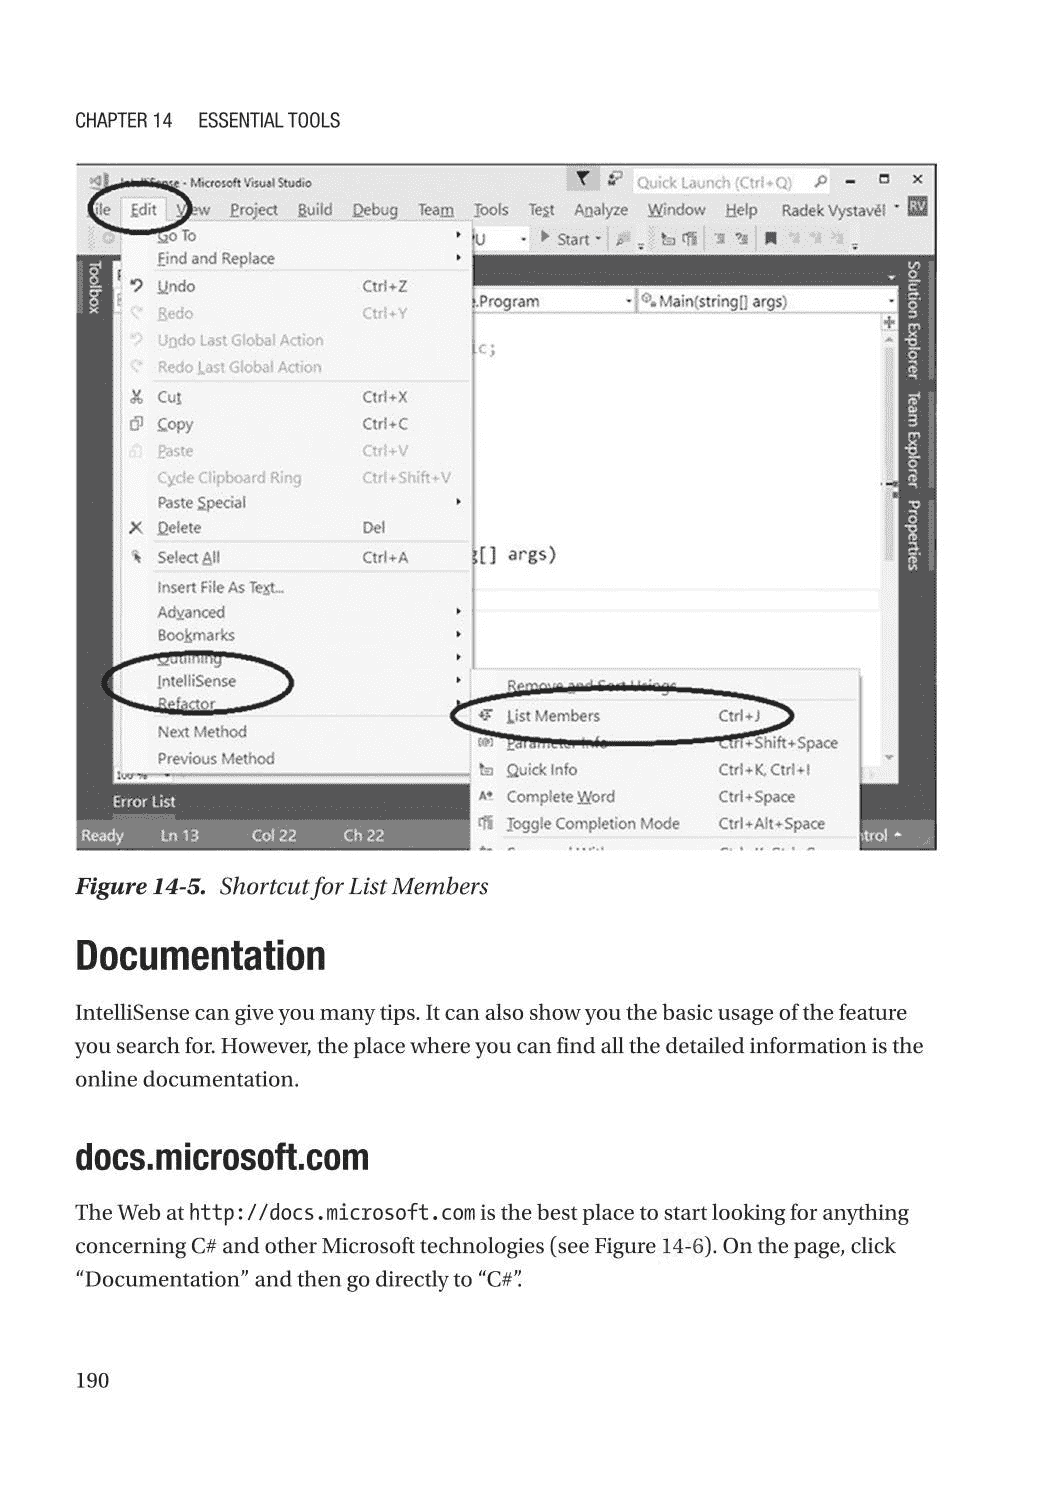 CHAPTER 14 ESSENTIAL TOOLS
IntelliSense - Microsoft Visual Studio
Quick Launch (Ctrl+Q)
File Edit View Project Build Debug Team Tools Test Analyze Window Help Radek Vystavěl RV
Start
Toolbox
Go To
Find and Replace
Undo Ctrl+Z
Redo Ctrl+Y
Undo Last Global Action
Redo Last Global Action
Cut Ctrl+X
Copy Ctrl+C
Paste Ctrl+V
Cycle Clipboard Ring Ctrl+Shift+V
Paste Special
Delete Del
Select All Ctrl+A
Insert File As Text...
Advanced
Bookmarks
Outlining
IntelliSense
Refactor
Next Method
Previous Method
.Program Main(string[] args)
ic;
g[] args)
Solution Explorer
Team Explorer
Properties
Remove and Sort Usings
List Members Ctrl+J
Parameter Info Ctrl+Shift+Space
Quick Info Ctrl+K, Ctrl+I
Complete Word Ctrl+Space
Toggle Completion Mode Ctrl+Alt+Space
100 %
Error List
Ready Ln 13 Col 22 Ch 22
ntrol
Figure 14-5. Shortcut for List Members
Documentation
IntelliSense can give you many tips. It can also show you the basic usage of the feature
you search for. However, the place where you can find all the detailed information is the
online documentation.
docs.microsoft.com
The Web at http://docs.microsoft.com is the best place to start looking for anything
concerning C# and other Microsoft technologies (see Figure 14-6). On the page, click
“Documentation” and then go directly to “C#”.
190